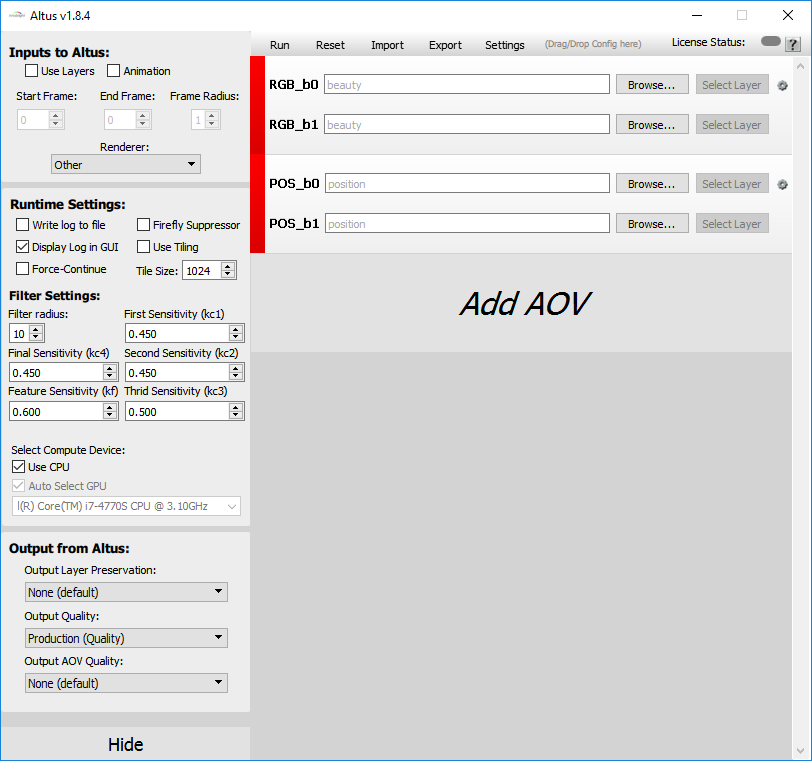 Altus v1.8.4
Run Reset Import Export Settings (Drag/Drop Config here) License Status: ?
Inputs to Altus:
Use Layers Animation
Start Frame: End Frame: Frame Radius:
0 0 1
Renderer:
Other
Runtime Settings:
Write log to file Firefly Suppressor
Display Log in GUI Use Tiling
Force-Continue Tile Size: 1024
Filter Settings:
Filter radius: First Sensitivity (kc1)
10 0.450
Final Sensitivity (kc4) Second Sensitivity (kc2)
0.450 0.450
Feature Sensitivity (kf) Thrid Sensitivity (kc3)
0.600 0.500
Select Compute Device:
Use CPU
Auto Select GPU
l(R) Core(TM) i7-4770S CPU @ 3.10GHz
Output from Altus:
Output Layer Preservation:
None (default)
Output Quality:
Production (Quality)
Output AOV Quality:
None (default)
Hide
RGB_b0 beauty Browse... Select Layer
RGB_b1 beauty Browse... Select Layer
POS_b0 position Browse... Select Layer
POS_b1 position Browse... Select Layer
Add AOV